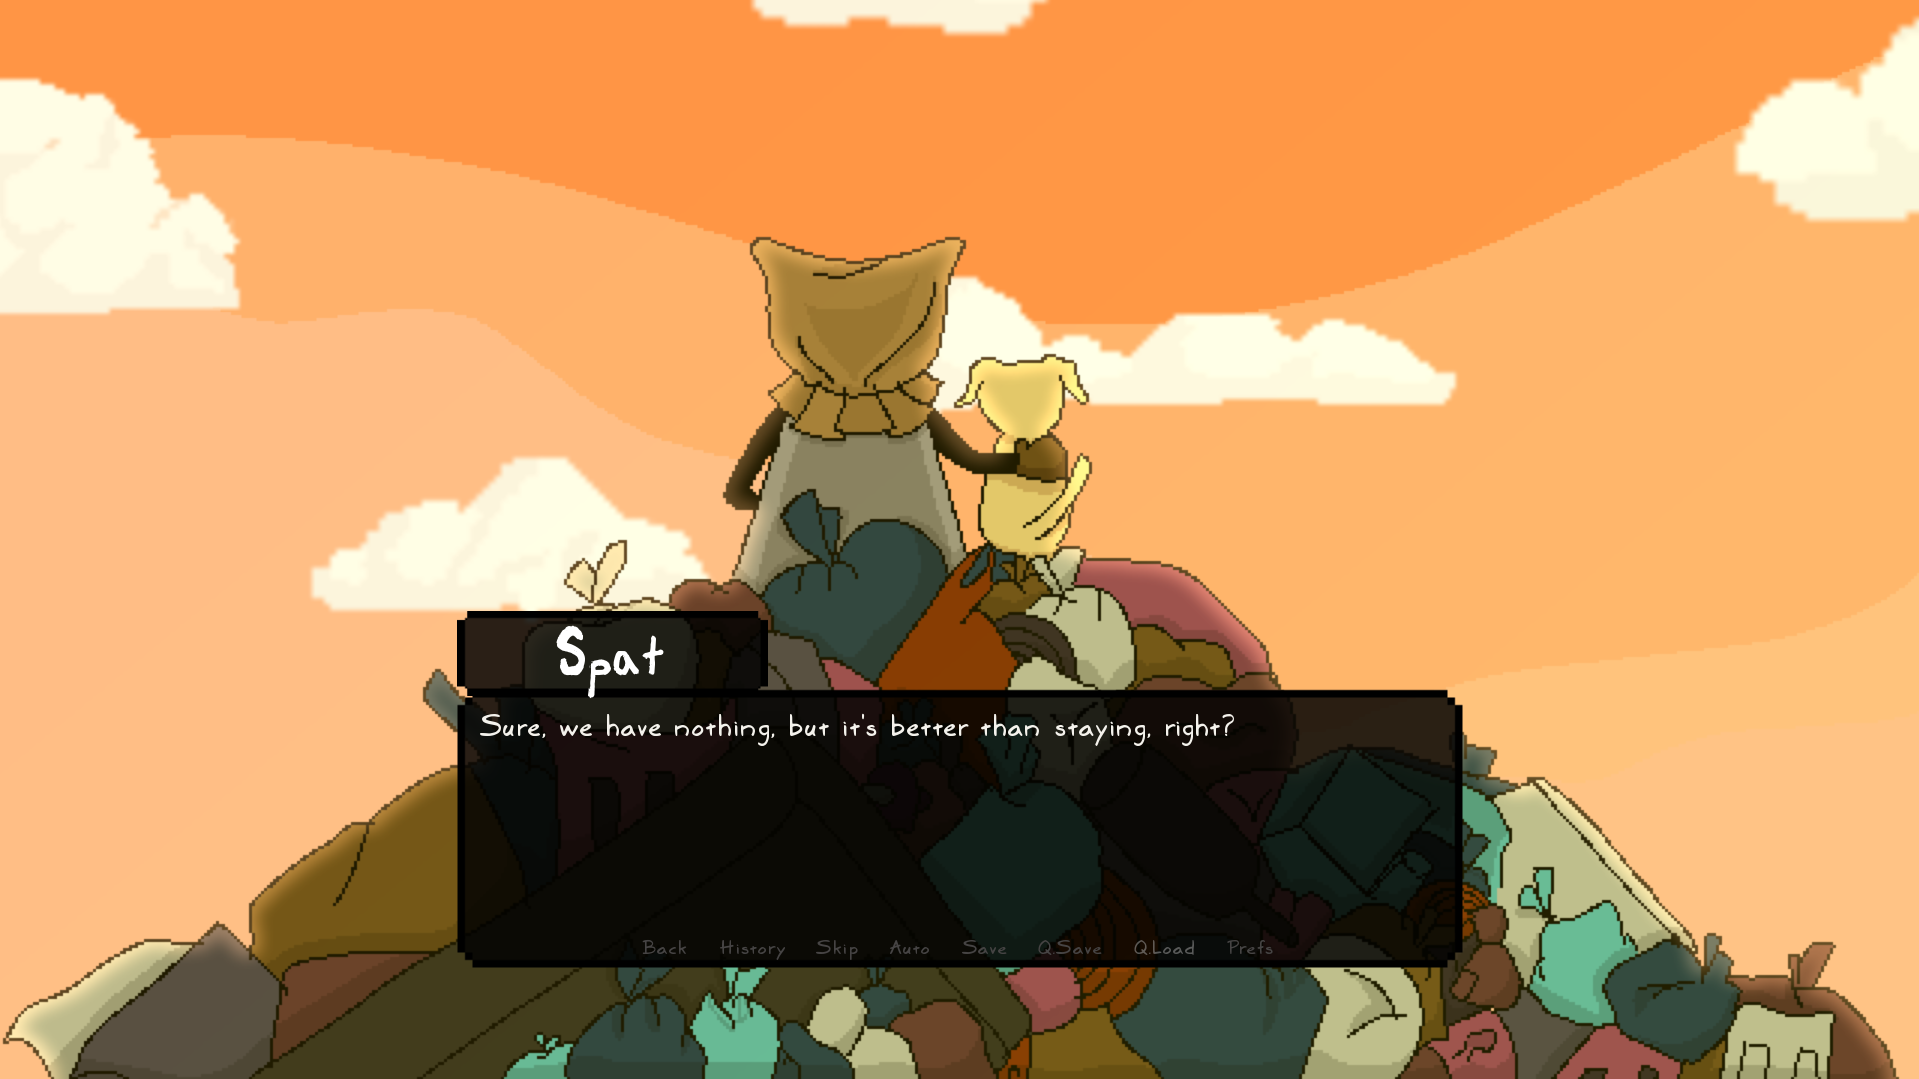 Spat
Sure, we have nothing, but it's better than staying, right?
Back History Skip Auto Save Q.Save Q.Load Prefs